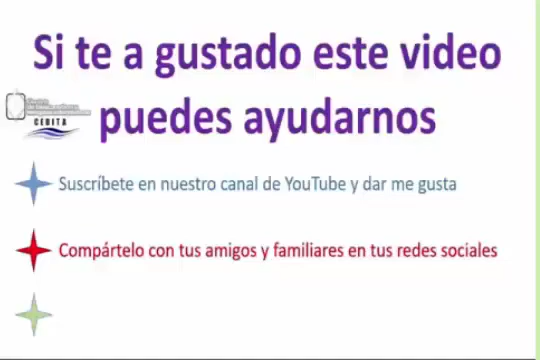 Si te a gustado este video
puedes ayudarnos
CEBITA
Suscríbete en nuestro canal de YouTube y dar me gusta
Compártelo con tus amigos y familiares en tus redes sociales